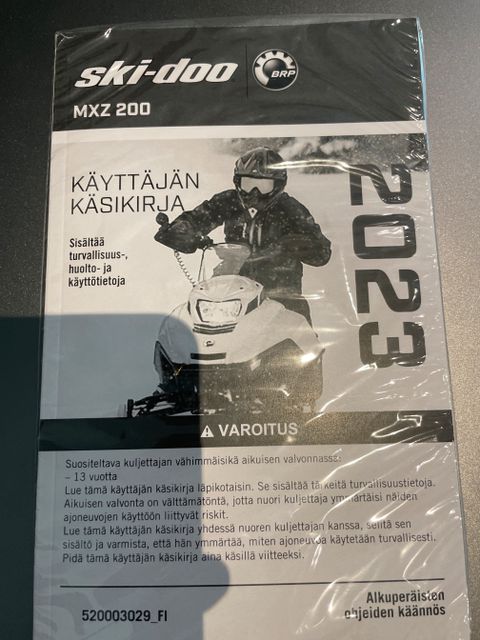 ski-doo
BRP
MXZ 200
KÄYTTÄJÄN
KÄSIKIRJA
Sisältää
turvallisuus-,
huolto- ja
käyttötietoja
2023
VAROITUS
Suositeltava kuljettajan vähimmäisikä aikuisen valvonnassa:
– 13 vuotta
Lue tämä käyttäjän käsikirja läpikotaisin. Se sisältää tärkeitä turvallisuustietoja.
Aikuisen valvonta on välttämätöntä, jotta nuori kuljettaja ymmärtäisi näiden
ajoneuvojen käyttöön liittyvät riskit.
Lue tämä käyttäjän käsikirja yhdessä nuoren kuljettajan kanssa, selitä sen
sisältö ja varmista, että hän ymmärtää, miten ajoneuvoa käytetään turvallisesti.
Pidä tämä käyttäjän käsikirja aina käsillä viitteeksi.
520003029_FI
Alkuperäisten
ohjeiden käännös